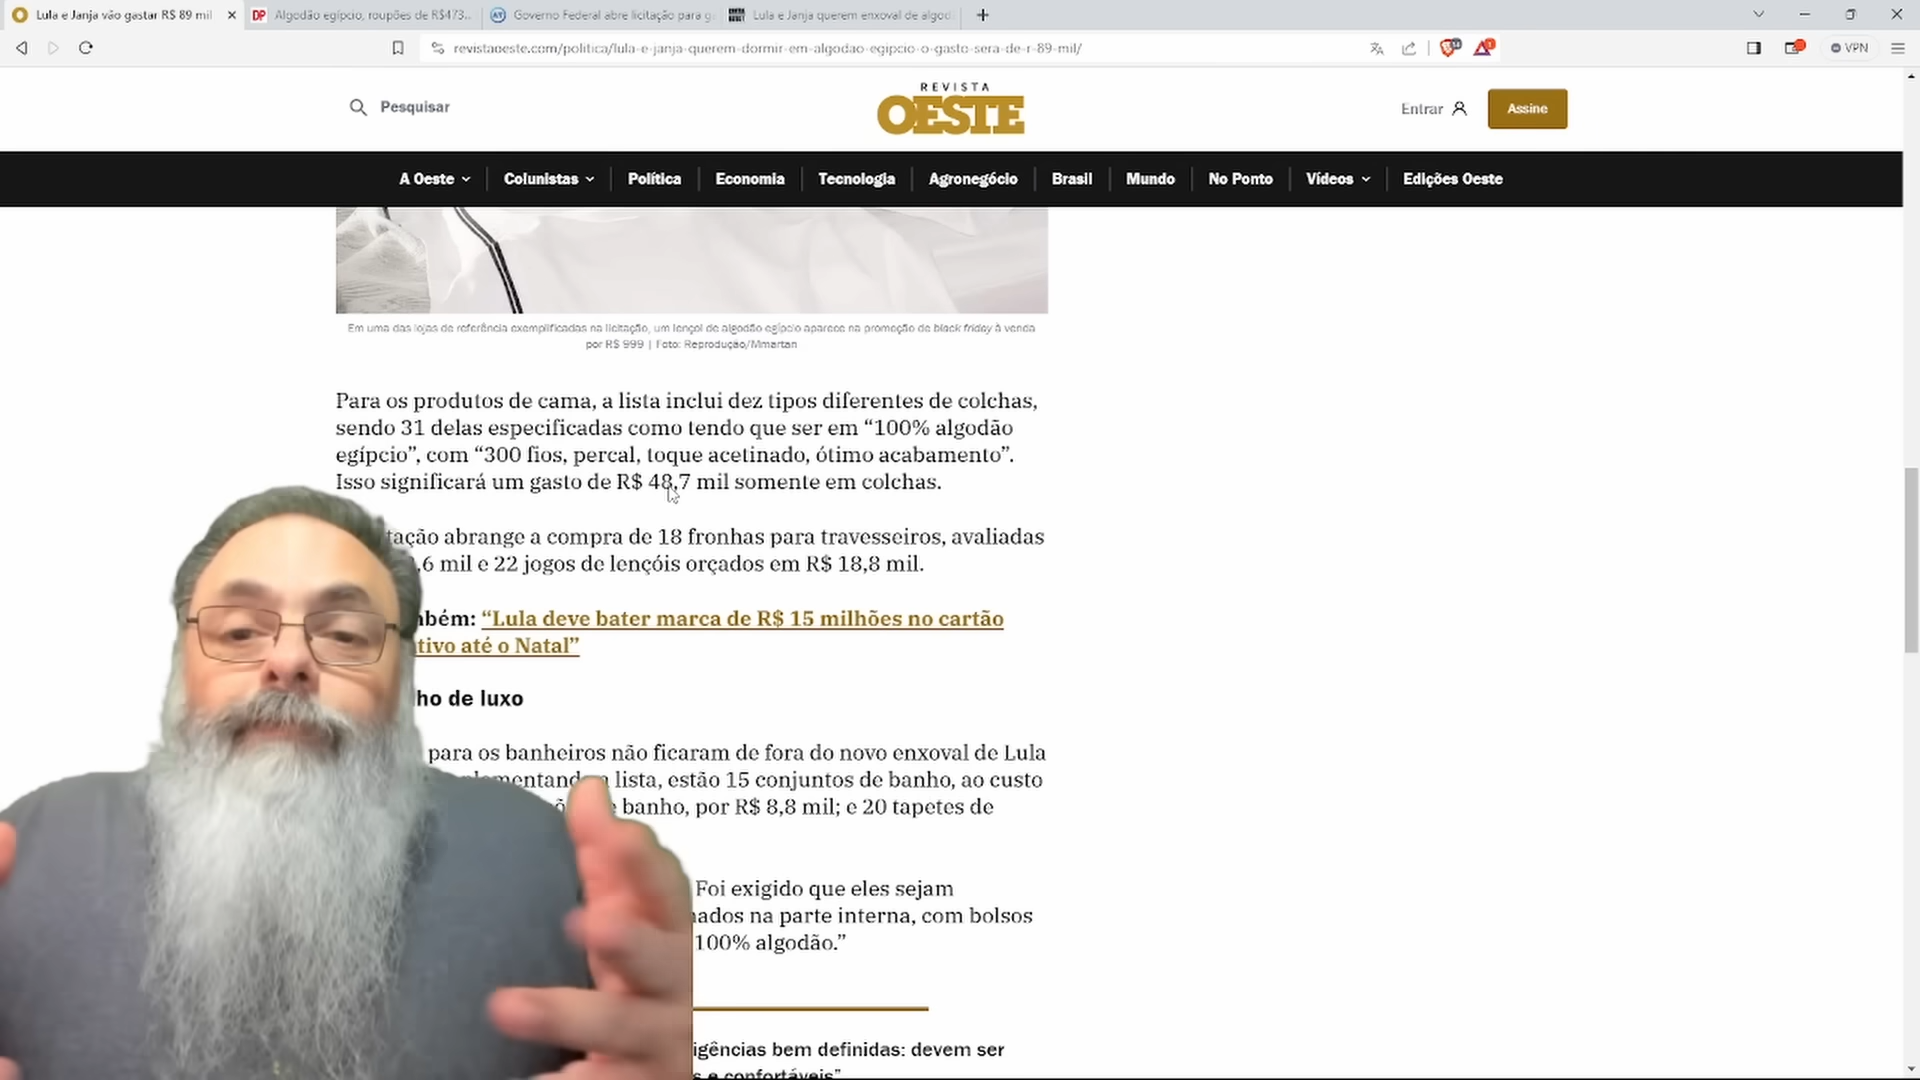 Lula e Janja vão gastar R$ 89 mil
DP Algodão egípcio, roupões de R$473...
Governo Federal abre licitação para g
Lula e Janja querem enxoval de algod
revistaoeste.com/politica/lula-e-janja-querem-dormir-em-algodao-egipcio-o-gasto-sera-de-r-89-mil/
VPN
Pesquisar
REVISTA
OESTE
Entrar
Assine
A Oeste
Colunistas
Política
Economia
Tecnologia
Agronegócio
Brasil
Mundo
No Ponto
Vídeos
Edições Oeste
Em uma das lojas de referência exemplificadas na licitação, um lençol de algodão egípcio aparece na promoção de black friday à venda
por R$ 999 | Foto: Reprodução/Mmartan
Para os produtos de cama, a lista inclui dez tipos diferentes de colchas,
sendo 31 delas especificadas como tendo que ser em “100% algodão
egípcio”, com “300 fios, percal, toque acetinado, ótimo acabamento”.
Isso significará um gasto de R$ 48,7 mil somente em colchas.
tação abrange a compra de 18 fronhas para travesseiros, avaliadas
,6 mil e 22 jogos de lençóis orçados em R$ 18,8 mil.
mbém: “Lula deve bater marca de R$ 15 milhões no cartão
tivo até o Natal”
ho de luxo
para os banheiros não ficaram de fora do novo enxoval de Lula
lista, estão 15 conjuntos de banho, ao custo
banho, por R$ 8,8 mil; e 20 tapetes de
Foi exigido que eles sejam
ados na parte interna, com bolsos
100% algodão.”
igências bem definidas: devem ser
s e confortáveis”